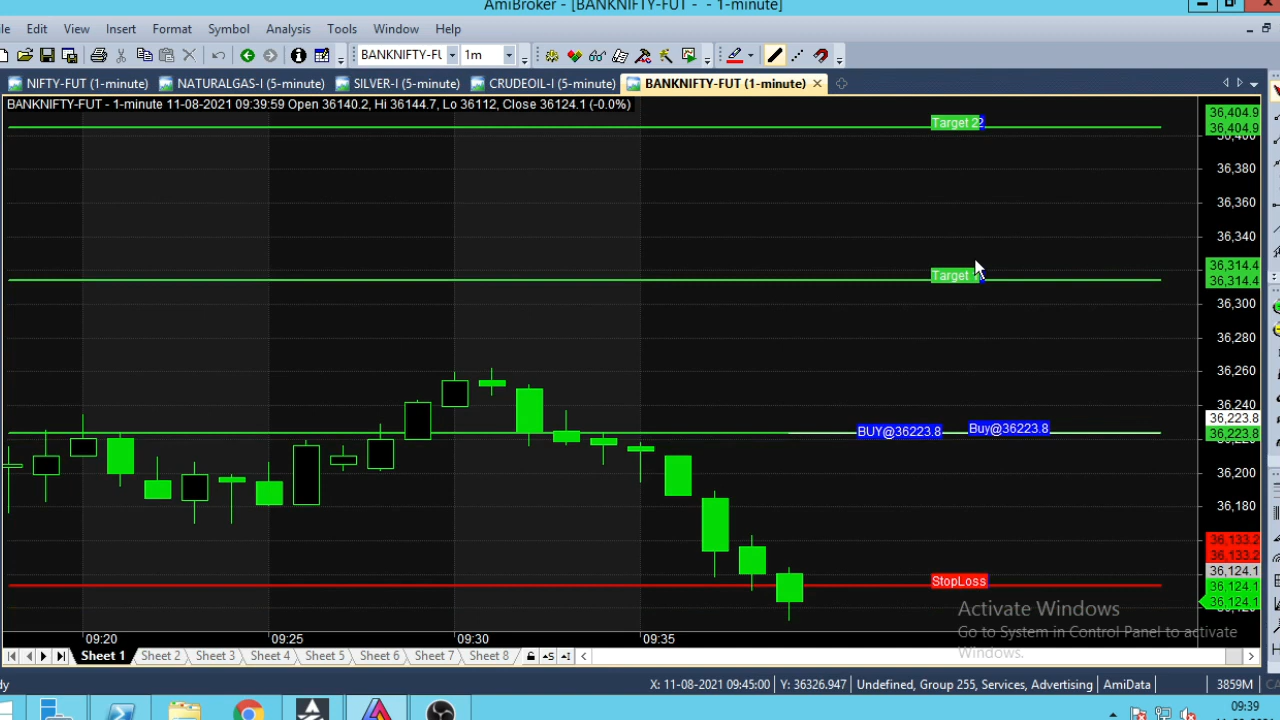 AmiBroker - [BANKNIFTY-FUT - - 1-minute]
Edit View Insert Format Symbol Analysis Tools Window Help
BANKNIFTY-FU 1m
NIFTY-FUT (1-minute) NATURALGAS-I (5-minute) SILVER-I (5-minute) CRUDEOIL-I (5-minute) BANKNIFTY-FUT (1-minute)
BANKNIFTY-FUT - 1-minute 11-08-2021 09:39:59 Open 36140.2, Hi 36144.7, Lo 36112, Close 36124.1 (-0.0%)
36,404.9
Target 2
36,404.9
36,380
36,360
36,340
36,314.4
Target
36,314.4
36,300
36,280
36,260
36,240
36,223.8
BUY@36223.8 Buy@36223.8
36,223.8
36,200
36,180
36,133.2
36,133.2
36,124.1
StopLoss
36,124.1
36,124.1
Activate Windows
Go to System in Control Panel to activate
Windows.
09:20 09:25 09:30 09:35
Sheet 1 Sheet 2 Sheet 3 Sheet 4 Sheet 5 Sheet 6 Sheet 7 Sheet 8
X: 11-08-2021 09:45:00 Y: 36326.947 Undefined, Group 255, Services, Advertising AmiData 3859M
09:39